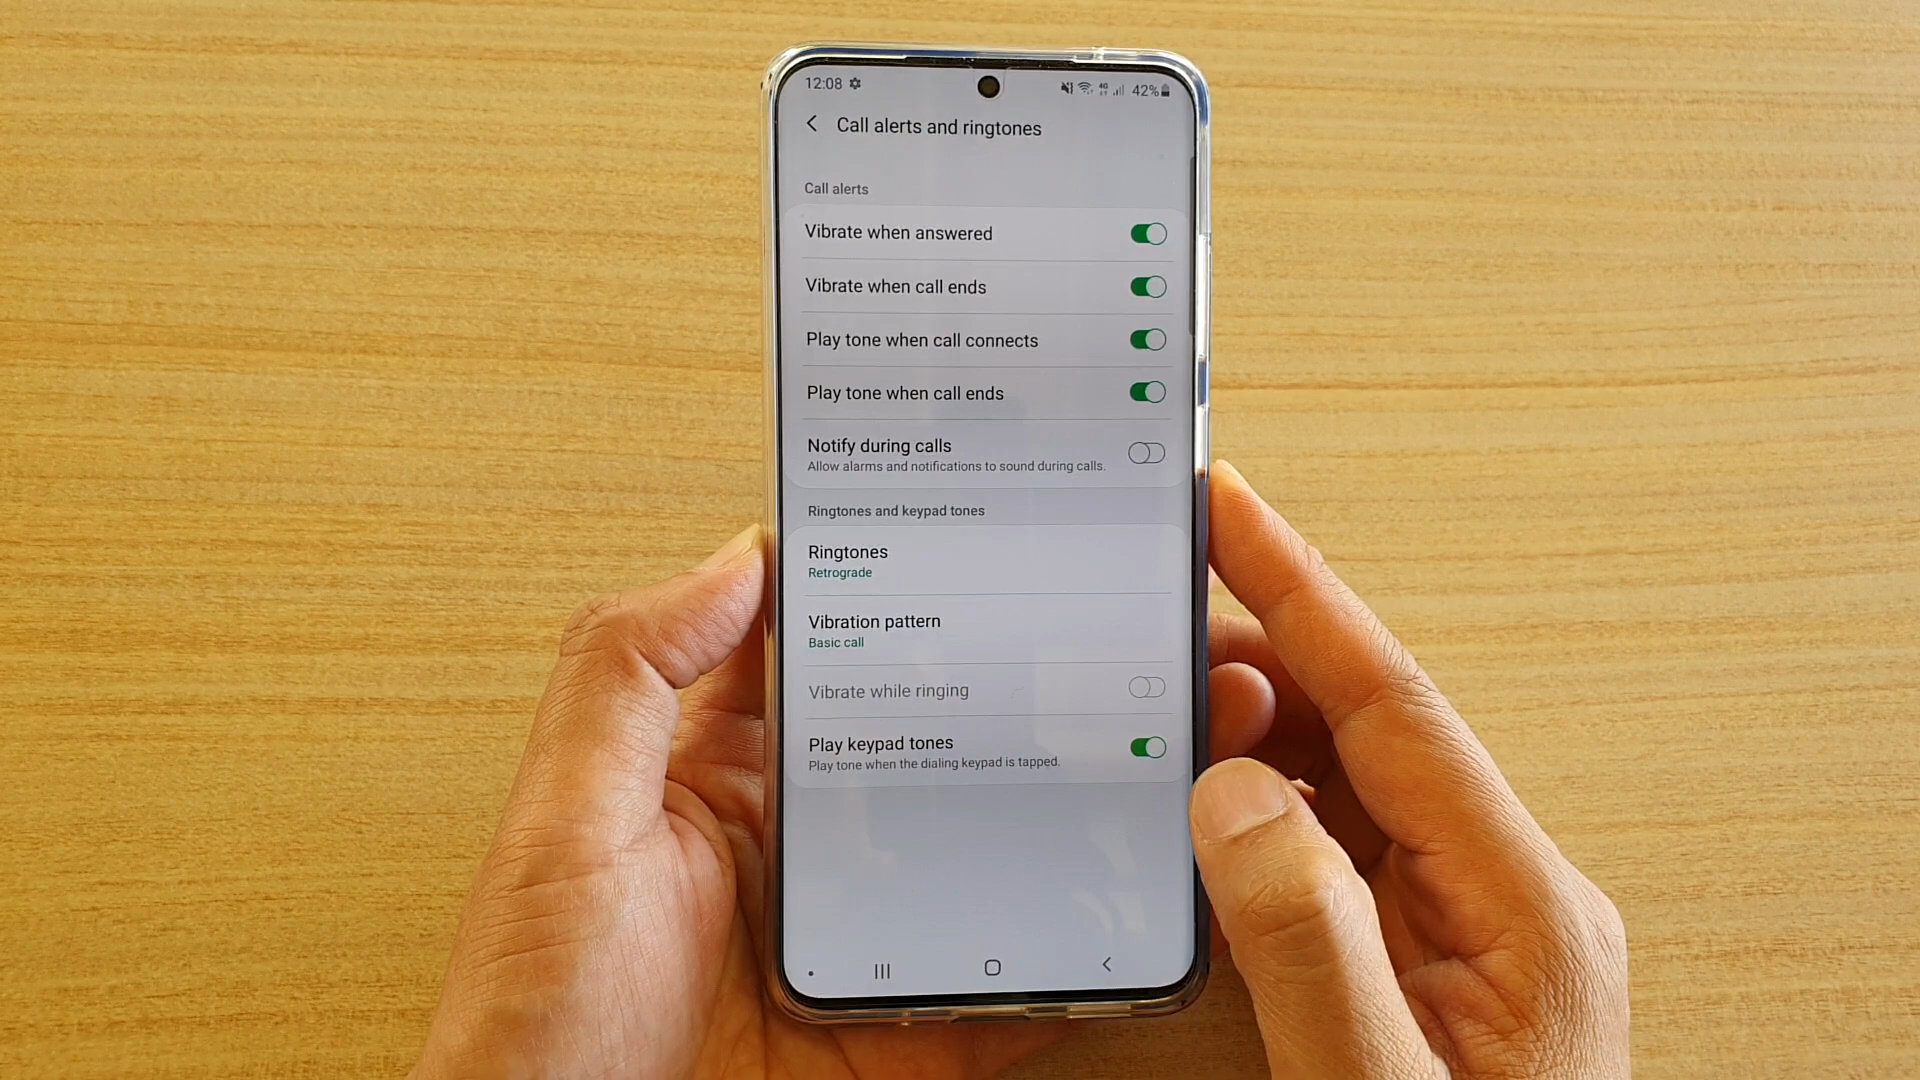 12:08
4G 42%
Call alerts and ringtones
Call alerts
Vibrate when answered
Vibrate when call ends
Play tone when call connects
Play tone when call ends
Notify during calls
Allow alarms and notifications to sound during calls.
Ringtones and keypad tones
Ringtones
Retrograde
Vibration pattern
Basic call
Vibrate while ringing
Play keypad tones
Play tone when the dialing keypad is tapped.